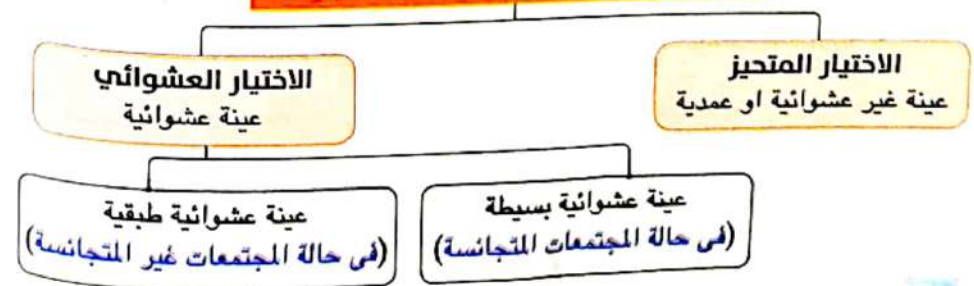 الاختيار المتحيز
عينة غير عشوائية او عمدية
الاختيار العشوائي
عينة عشوائية
عينة عشوائية بسيطة
(فى حالة المجتمعات المتجانسة)
عينة عشوائية طبقية
(فى حالة المجتمعات غير المتجانسة)